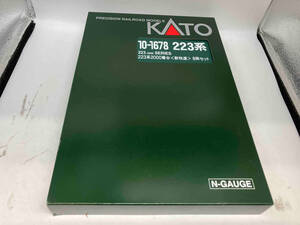 PRECISION RAILROAD MODELS
KATO
10-1678 223系
223-2000 SERIES
223系2000番台<新快速> 8両セット
N-GAUGE